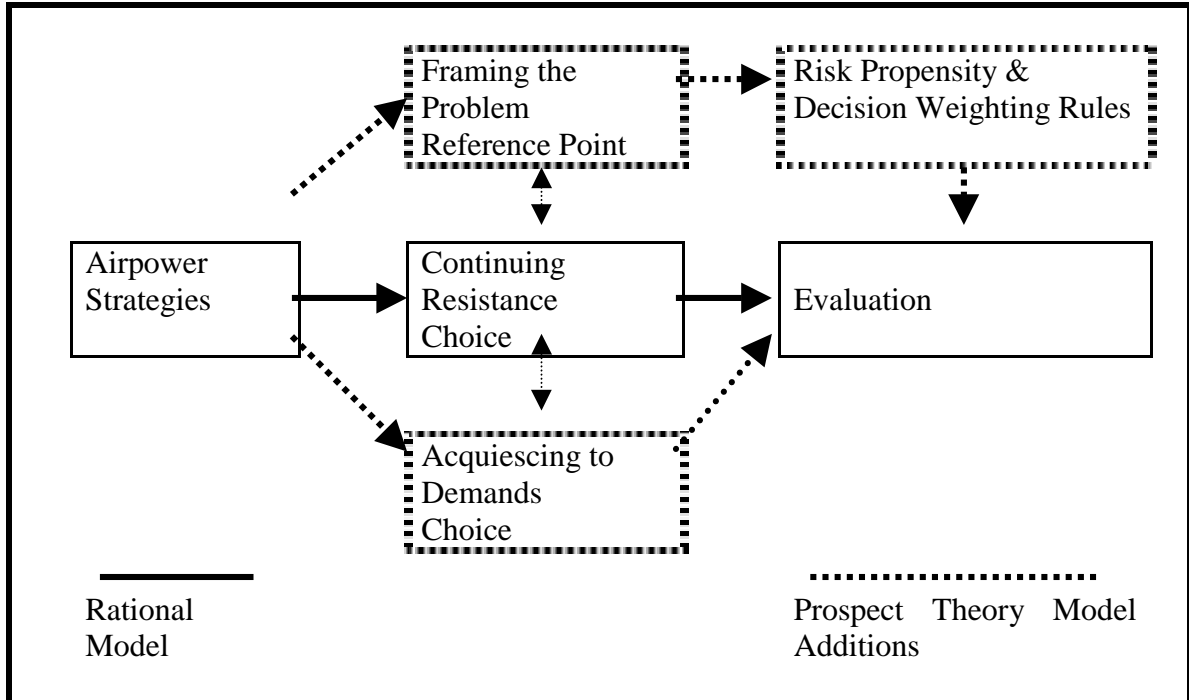 Framing the
Problem
Reference Point
Risk Propensity &
Decision Weighting Rules
Airpower
Strategies
Continuing
Resistance
Choice
Evaluation
Acquiescing to
Demands
Choice
Rational
Model
Prospect Theory Model
Additions